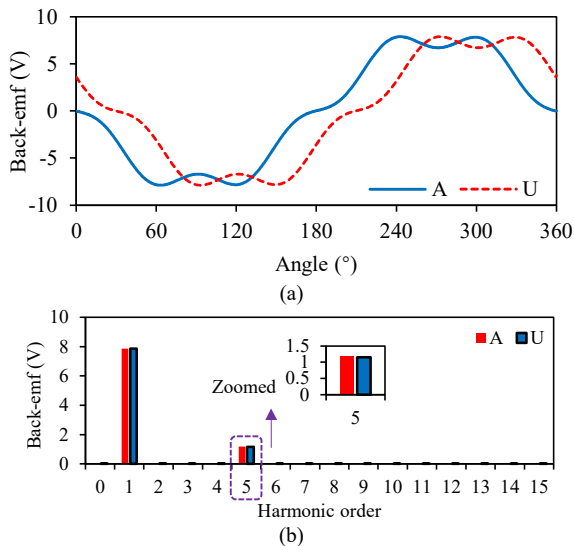 10
5
0
-5
-10
Back-emf (V)
A U
0 60 120 180 240 300 360
Angle (°)
(a)
10
8
6
4
2
0
Back-emf (V)
A U
1.5
1
0.5
0
5
Zoomed
0 1 2 3 4 5 6 7 8 9 10 11 12 13 14 15
Harmonic order
(b)